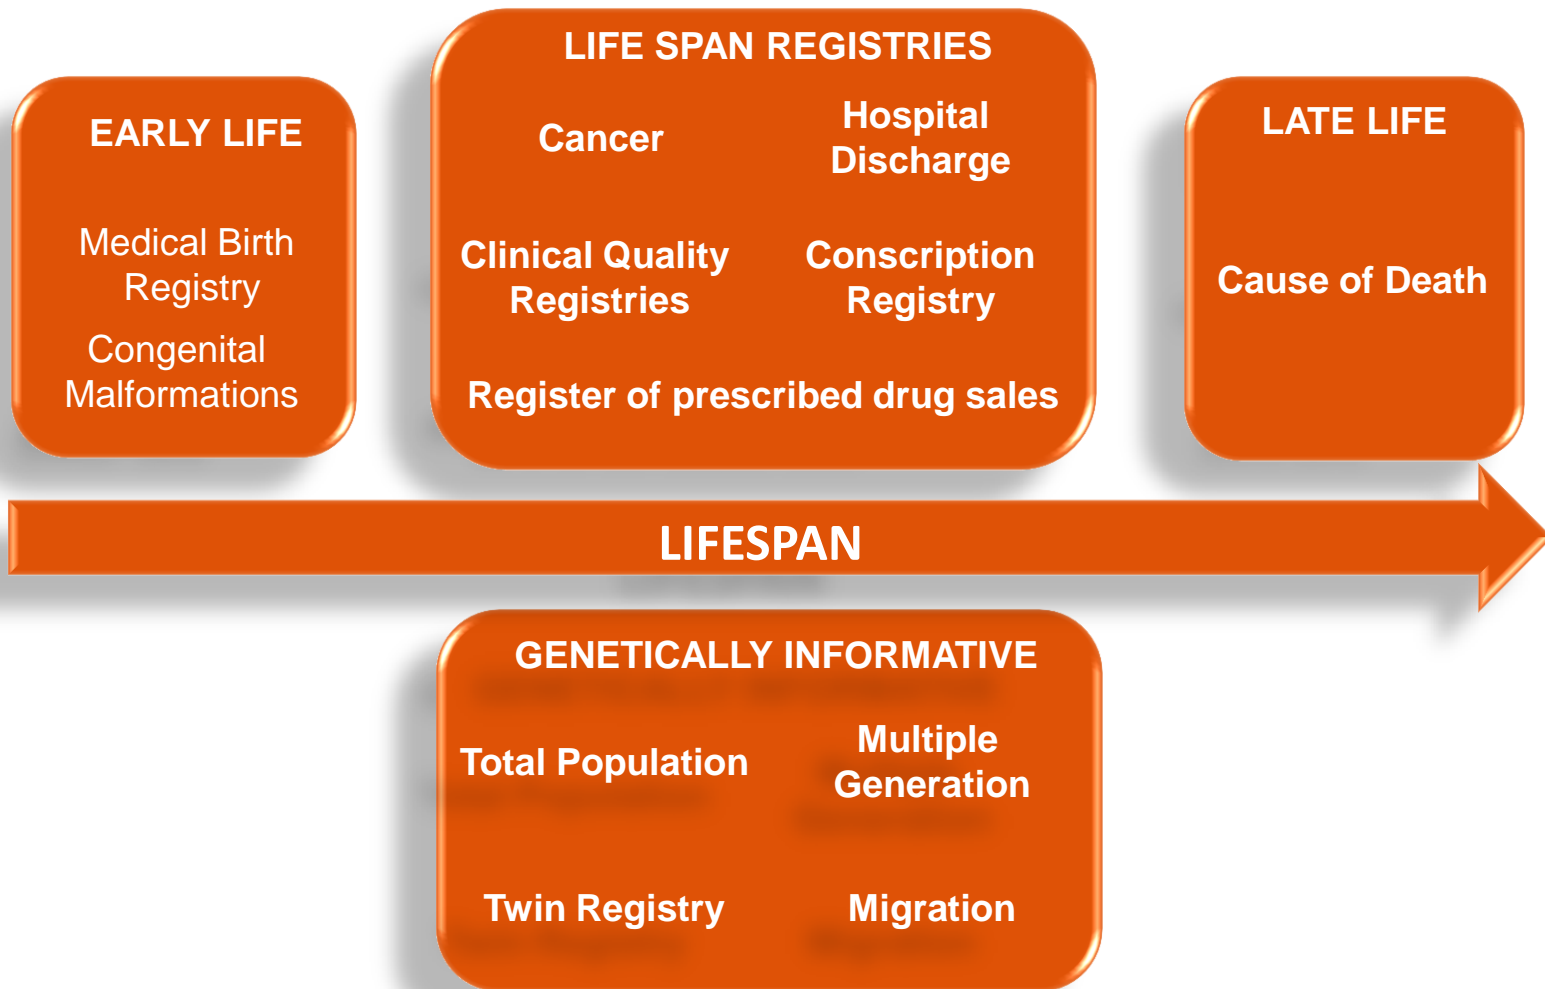 EARLY LIFE
Medical Birth
Registry
Congenital
Malformations
LIFE SPAN REGISTRIES
Cancer
Hospital
Discharge
Clinical Quality
Registries
Conscription
Registry
Register of prescribed drug sales
LATE LIFE
Cause of Death
LIFESPAN
GENETICALLY INFORMATIVE
Total Population
Multiple
Generation
Twin Registry
Migration